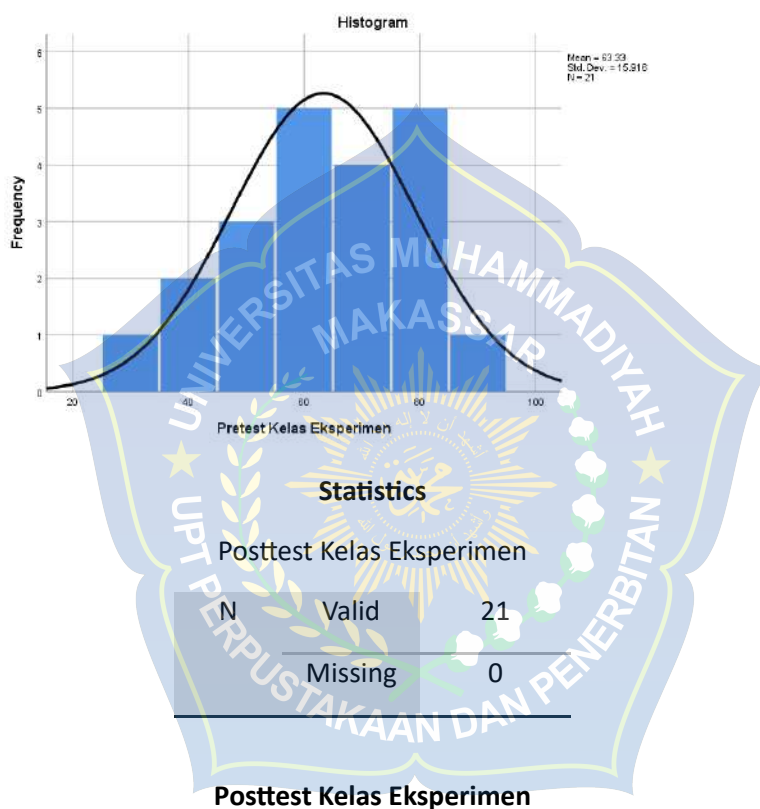 Histogram
Mean = 63.33
Std. Dev. = 15.916
N = 21
6
5
4
3
2
1
0
Frequency
20 40 60 80 100
Pretest Kelas Eksperimen
UNIVERSITAS MUHAMMADIYAH
MAKASSAR
UPT PERPUSTAKAAN DAN PENERBITAN
Statistics
Posttest Kelas Eksperimen
N Valid 21
Missing 0
Posttest Kelas Eksperimen